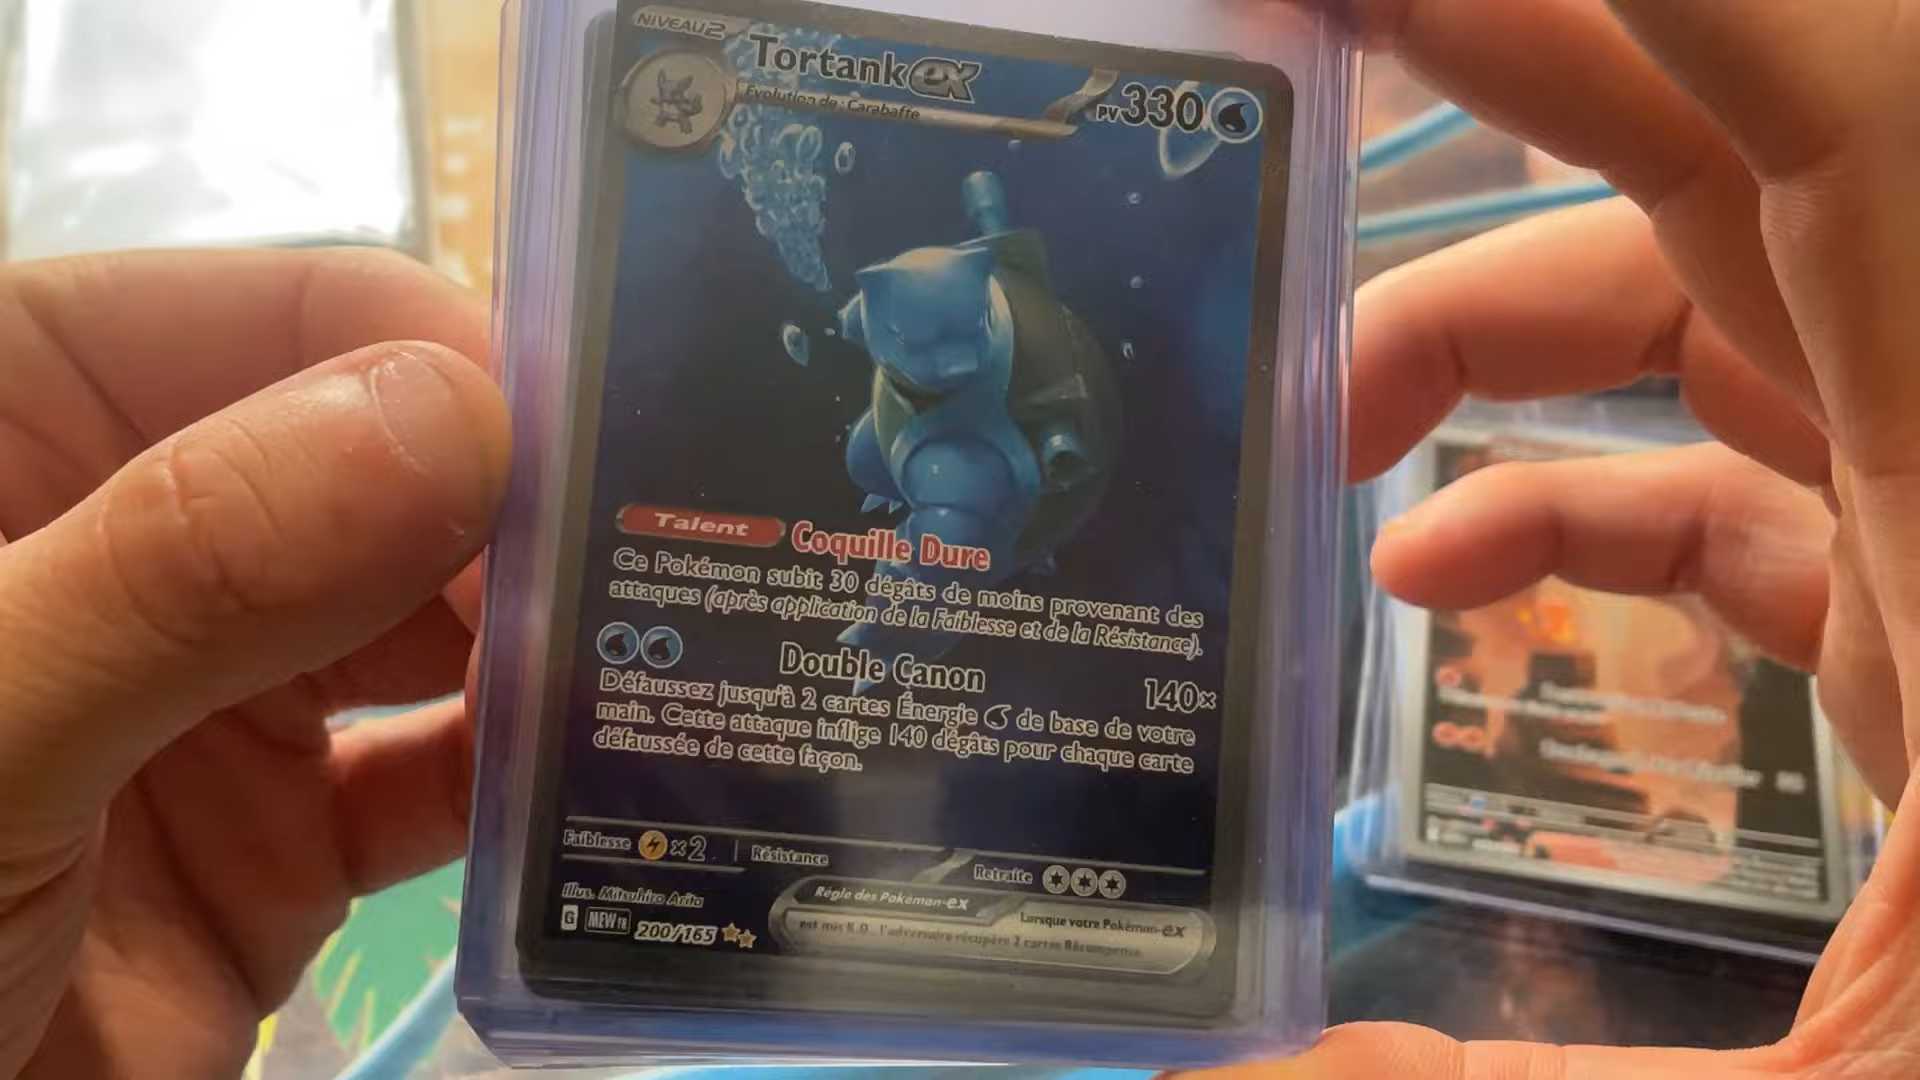 NIVEAU2
Tortank ex
Évolution de : Carabaffe
PV 330
Talent Coquille Dure
Ce Pokémon subit 30 dégâts de moins provenant des
attaques (après application de la Faiblesse et de la Résistance).
Double Canon
140x
Défaussez jusqu'à 2 cartes Énergie de base de votre
main. Cette attaque inflige 140 dégâts pour chaque carte
défaussée de cette façon.
Faiblesse x2 Résistance Retraite
Illus. Mitsuhiro Arita
G MEW FR 200/165
Règle des Pokémon-ex Lorsque votre Pokémon-ex
est mis K.O., l'adversaire récupère 2 cartes Récompense.